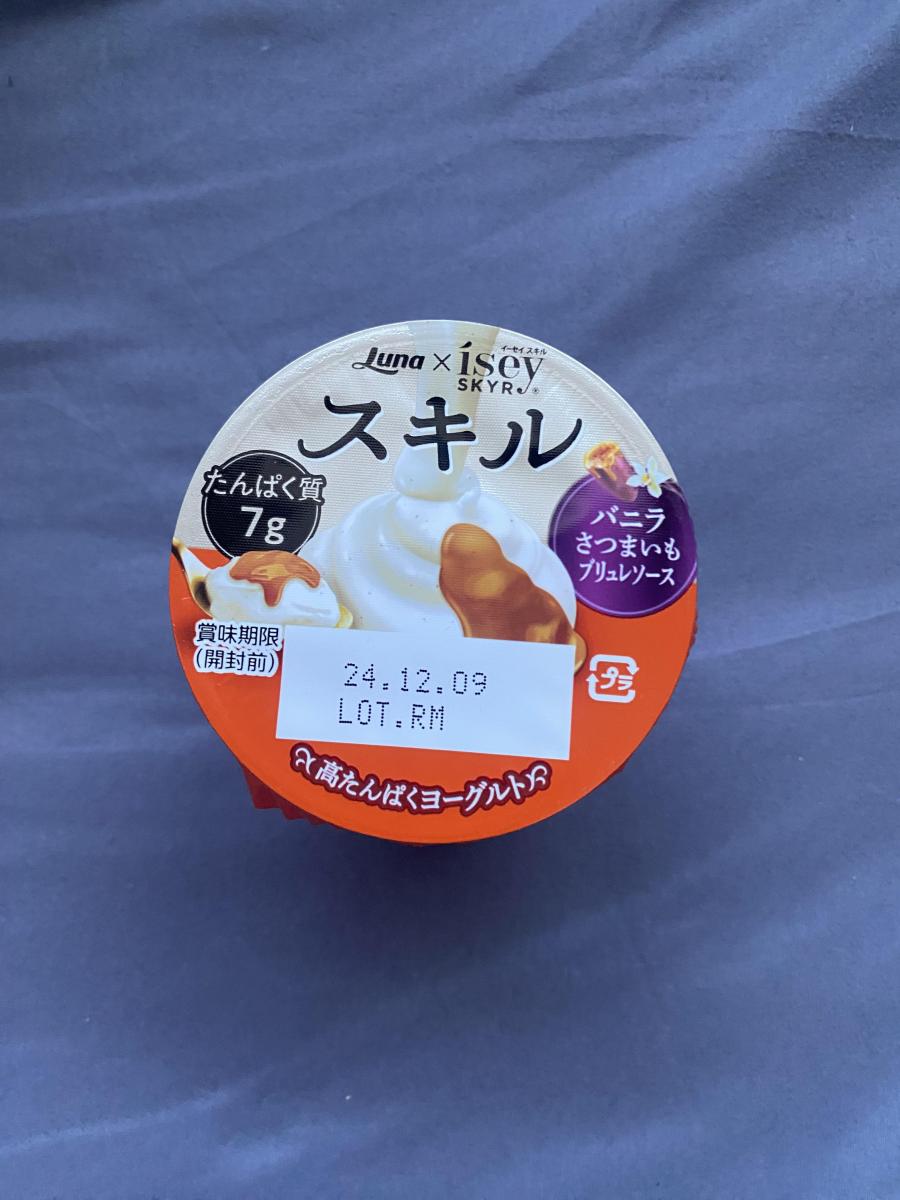 Luna × ísey
イーセイ スキル
SKYR®
スキル
たんぱく質
7g
バニラ
さつまいも
ブリュレソース
賞味期限
(開封前)
24.12.09
LOT.RM
プラ
高たんぱくヨーグルト